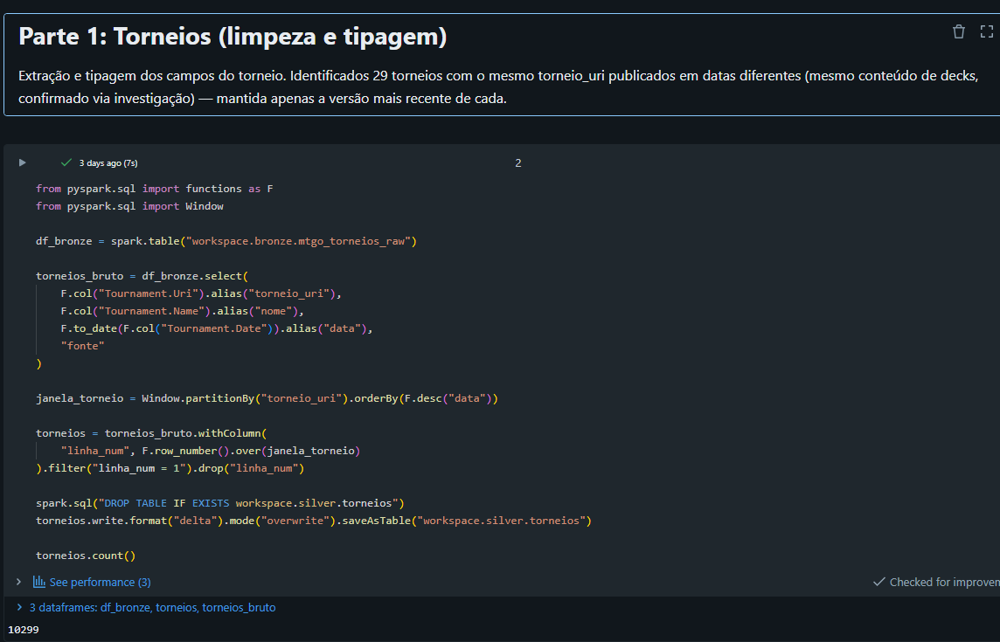 Parte 1: Torneios (limpeza e tipagem)
Extração e tipagem dos campos do torneio. Identificados 29 torneios com o mesmo torneio_uri publicados em datas diferentes (mesmo conteúdo de decks,
confirmado via investigação) — mantida apenas a versão mais recente de cada.
3 days ago (7s)
2
from pyspark.sql import functions as F
from pyspark.sql import Window
df_bronze = spark.table("workspace.bronze.mtgo_torneios_raw")
torneios_bruto = df_bronze.select(
    F.col("Tournament.Uri").alias("torneio_uri"),
    F.col("Tournament.Name").alias("nome"),
    F.to_date(F.col("Tournament.Date")).alias("data"),
    "fonte"
)
janela_torneio = Window.partitionBy("torneio_uri").orderBy(F.desc("data"))
torneios = torneios_bruto.withColumn(
    "linha_num", F.row_number().over(janela_torneio)
).filter("linha_num = 1").drop("linha_num")
spark.sql("DROP TABLE IF EXISTS workspace.silver.torneios")
torneios.write.format("delta").mode("overwrite").saveAsTable("workspace.silver.torneios")
torneios.count()
See performance (3)
Checked for improvem
3 dataframes: df_bronze, torneios, torneios_bruto
10299